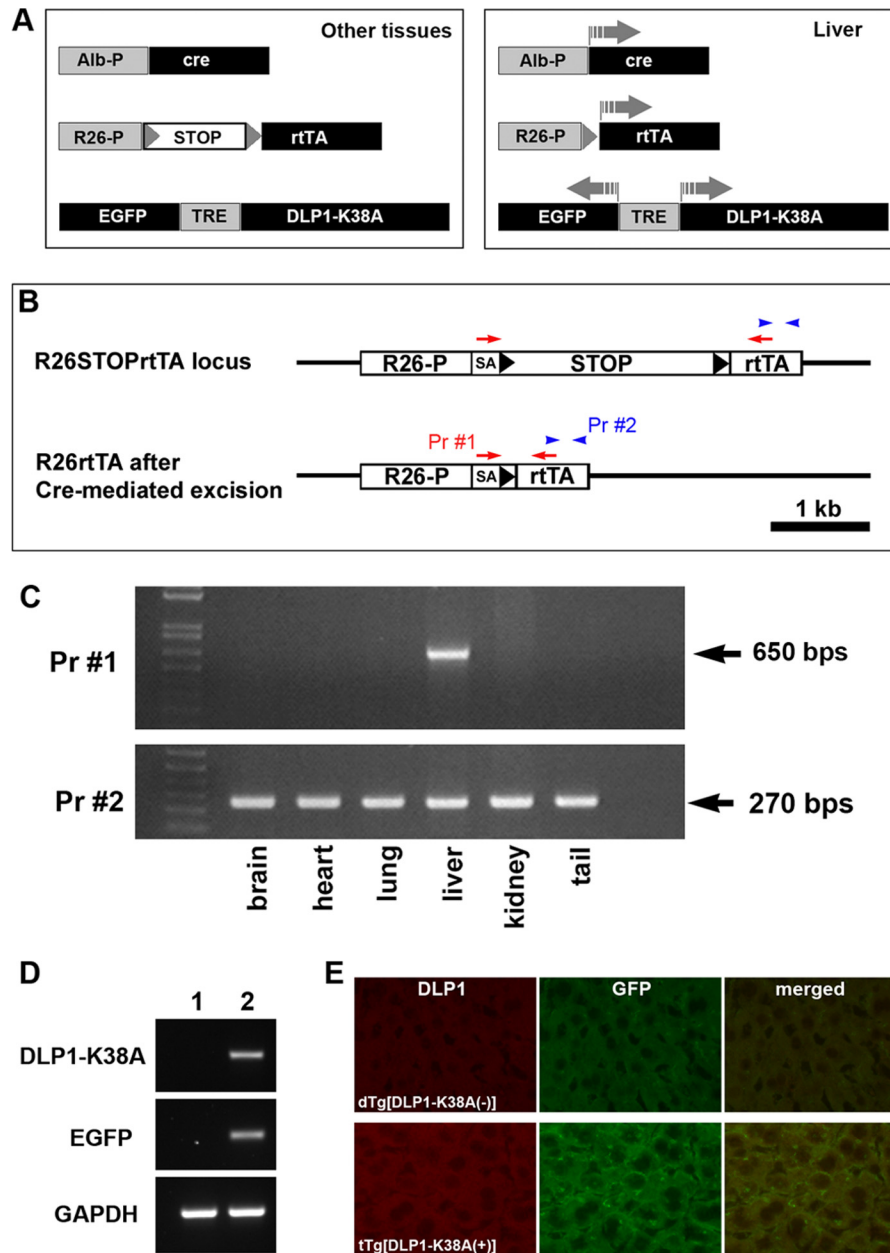 A
Other tissues
Alb-P cre
R26-P STOP rtTA
EGFP TRE DLP1-K38A
Liver
Alb-P cre
R26-P rtTA
EGFP TRE DLP1-K38A
B
R26STOPrtTA locus
R26-P SA STOP rtTA
Pr #1 Pr #2
R26rtTA after
Cre-mediated excision
R26-P SA rtTA
1 kb
C
Pr #1
650 bps
Pr #2
270 bps
brain heart lung liver kidney tail
D
1 2
DLP1-K38A
EGFP
GAPDH
E
DLP1 GFP merged
dTg[DLP1-K38A(-)]
tTg[DLP1-K38A(+)]